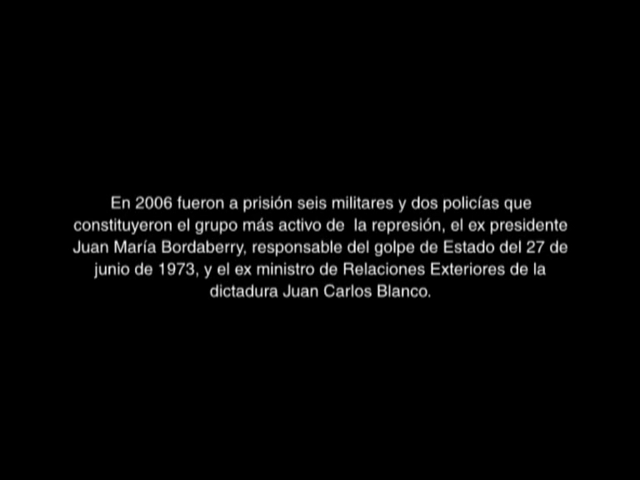 En 2006 fueron a prisión seis militares y dos policías que
constituyeron el grupo más activo de  la represión, el ex presidente
Juan María Bordaberry, responsable del golpe de Estado del 27 de
junio de 1973, y el ex ministro de Relaciones Exteriores de la
dictadura Juan Carlos Blanco.